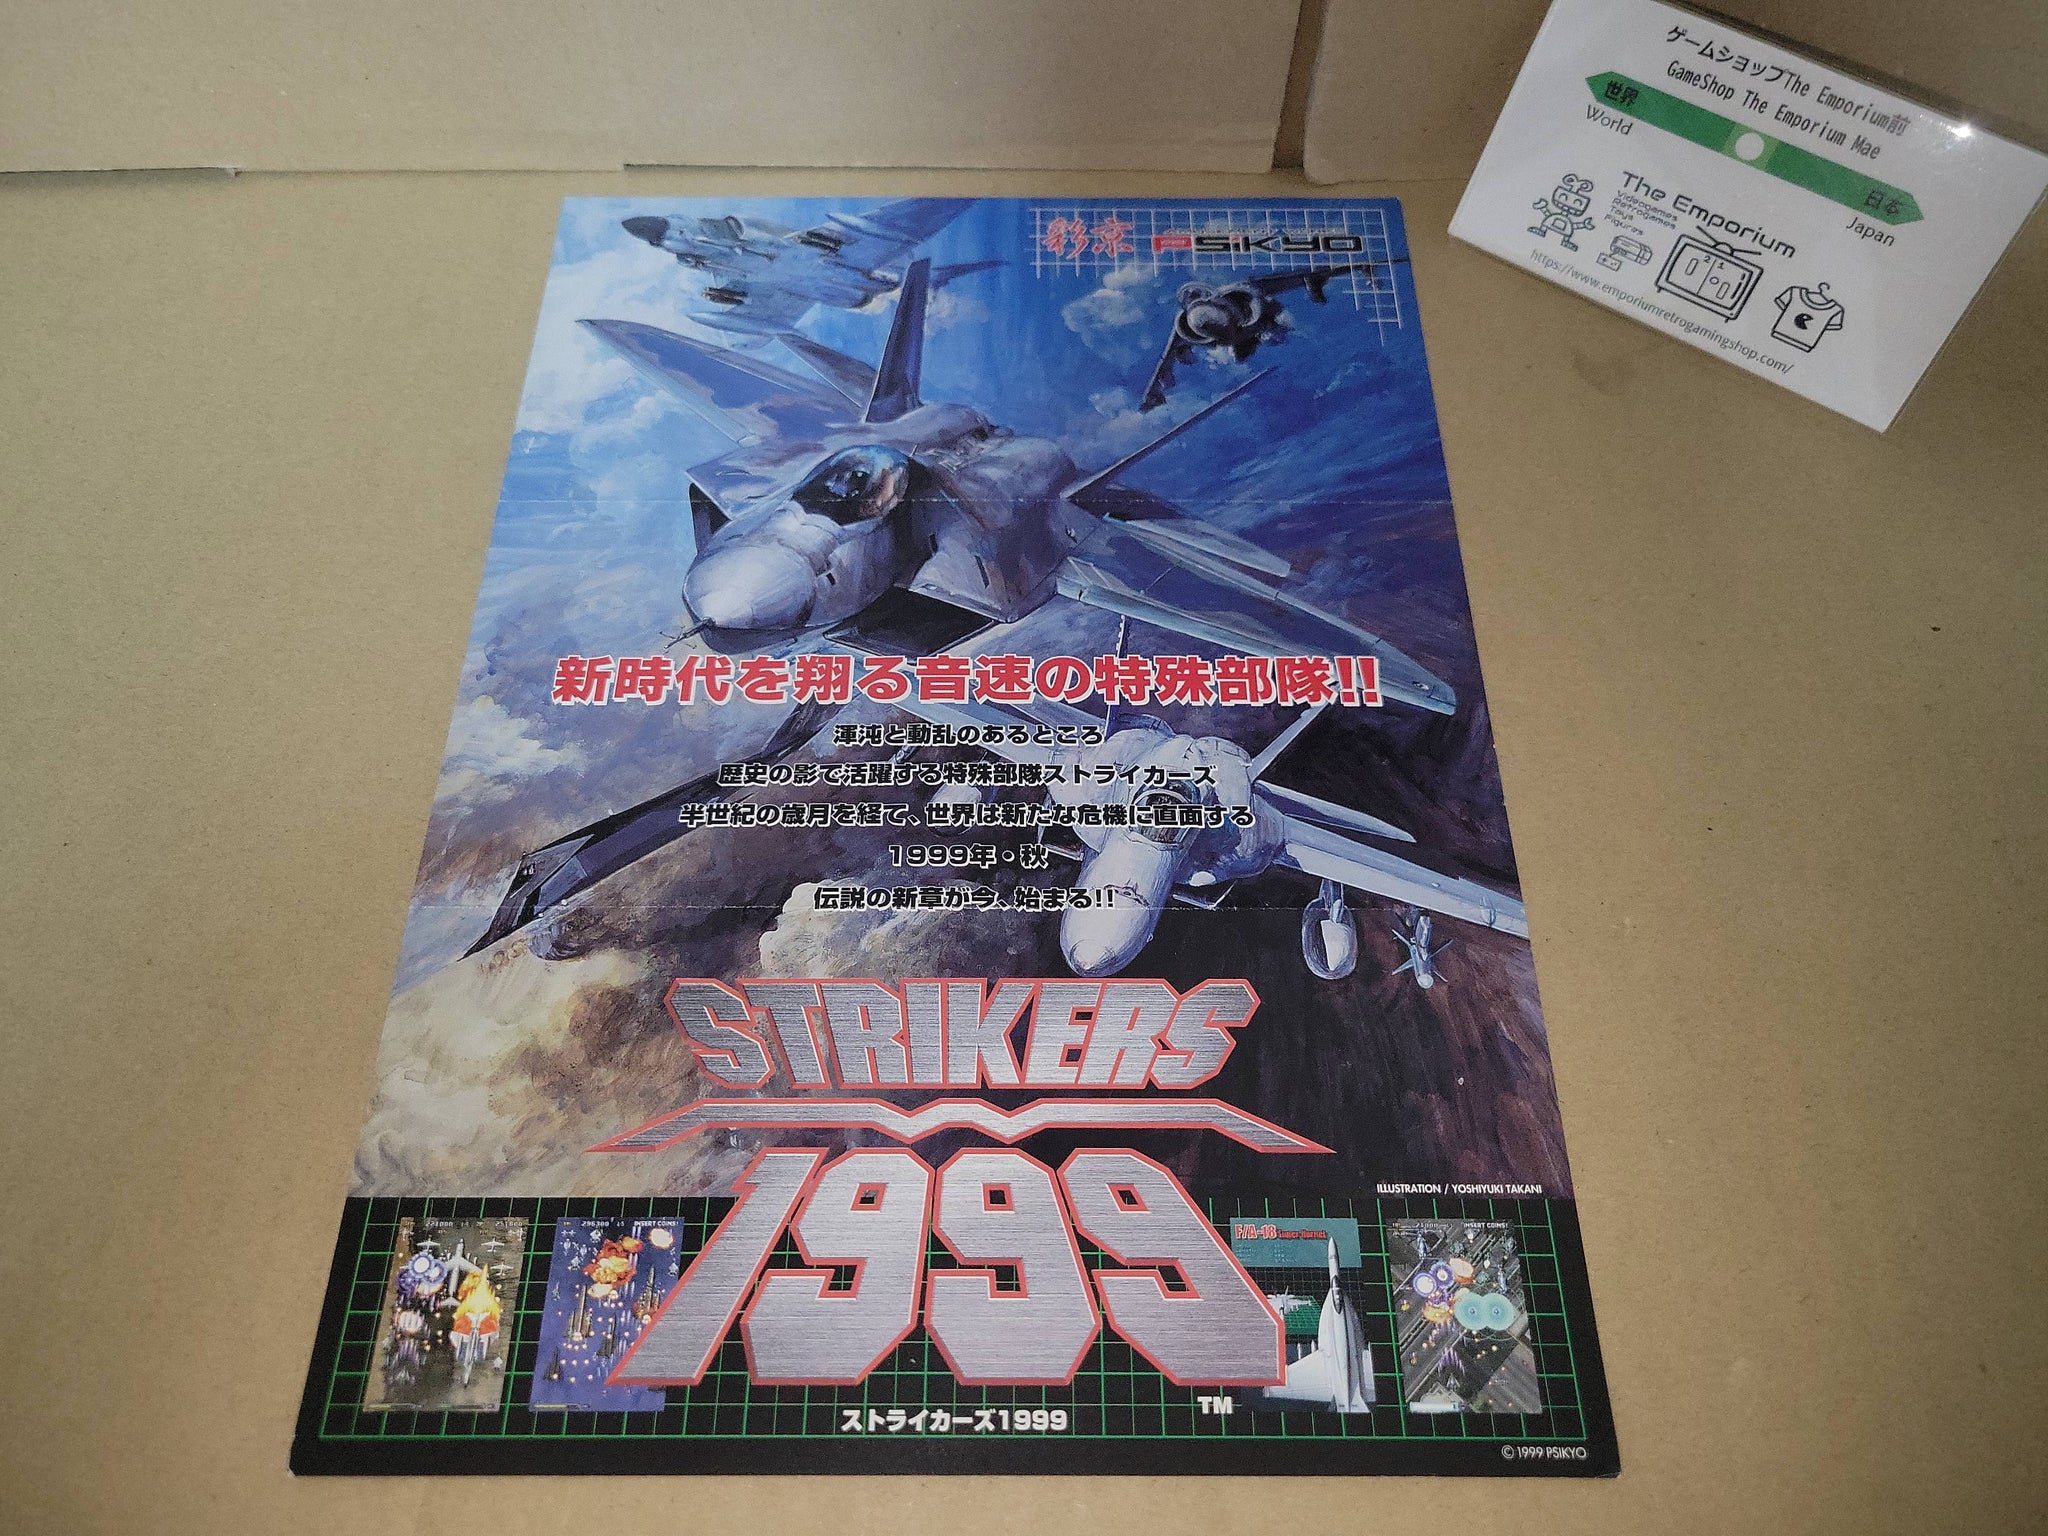 ゲームショップThe Emporium前
GameShop The Emporium Mae
世界
World
日本
Japan
The Emporium
Videogames
Retrogames
Toys
Figures
https://www.emporiumretrogamingshop.com/
彩京 PSiKYO
新時代を翔る音速の特殊部隊!!
渾沌と動乱のあるところ
歴史の影で活躍する特殊部隊ストライカーズ
半世紀の歳月を経て、世界は新たな危機に直面する
1999年・秋
伝説の新章が今、始まる!!
STRIKERS
1999
TM
ILLUSTRATION / YOSHIYUKI TAKANI
221000
251600
296300
INSERT COINS!
F/A-18 Super Hornet
INSERT COINS!
ストライカーズ1999
© 1999 PSIKYO